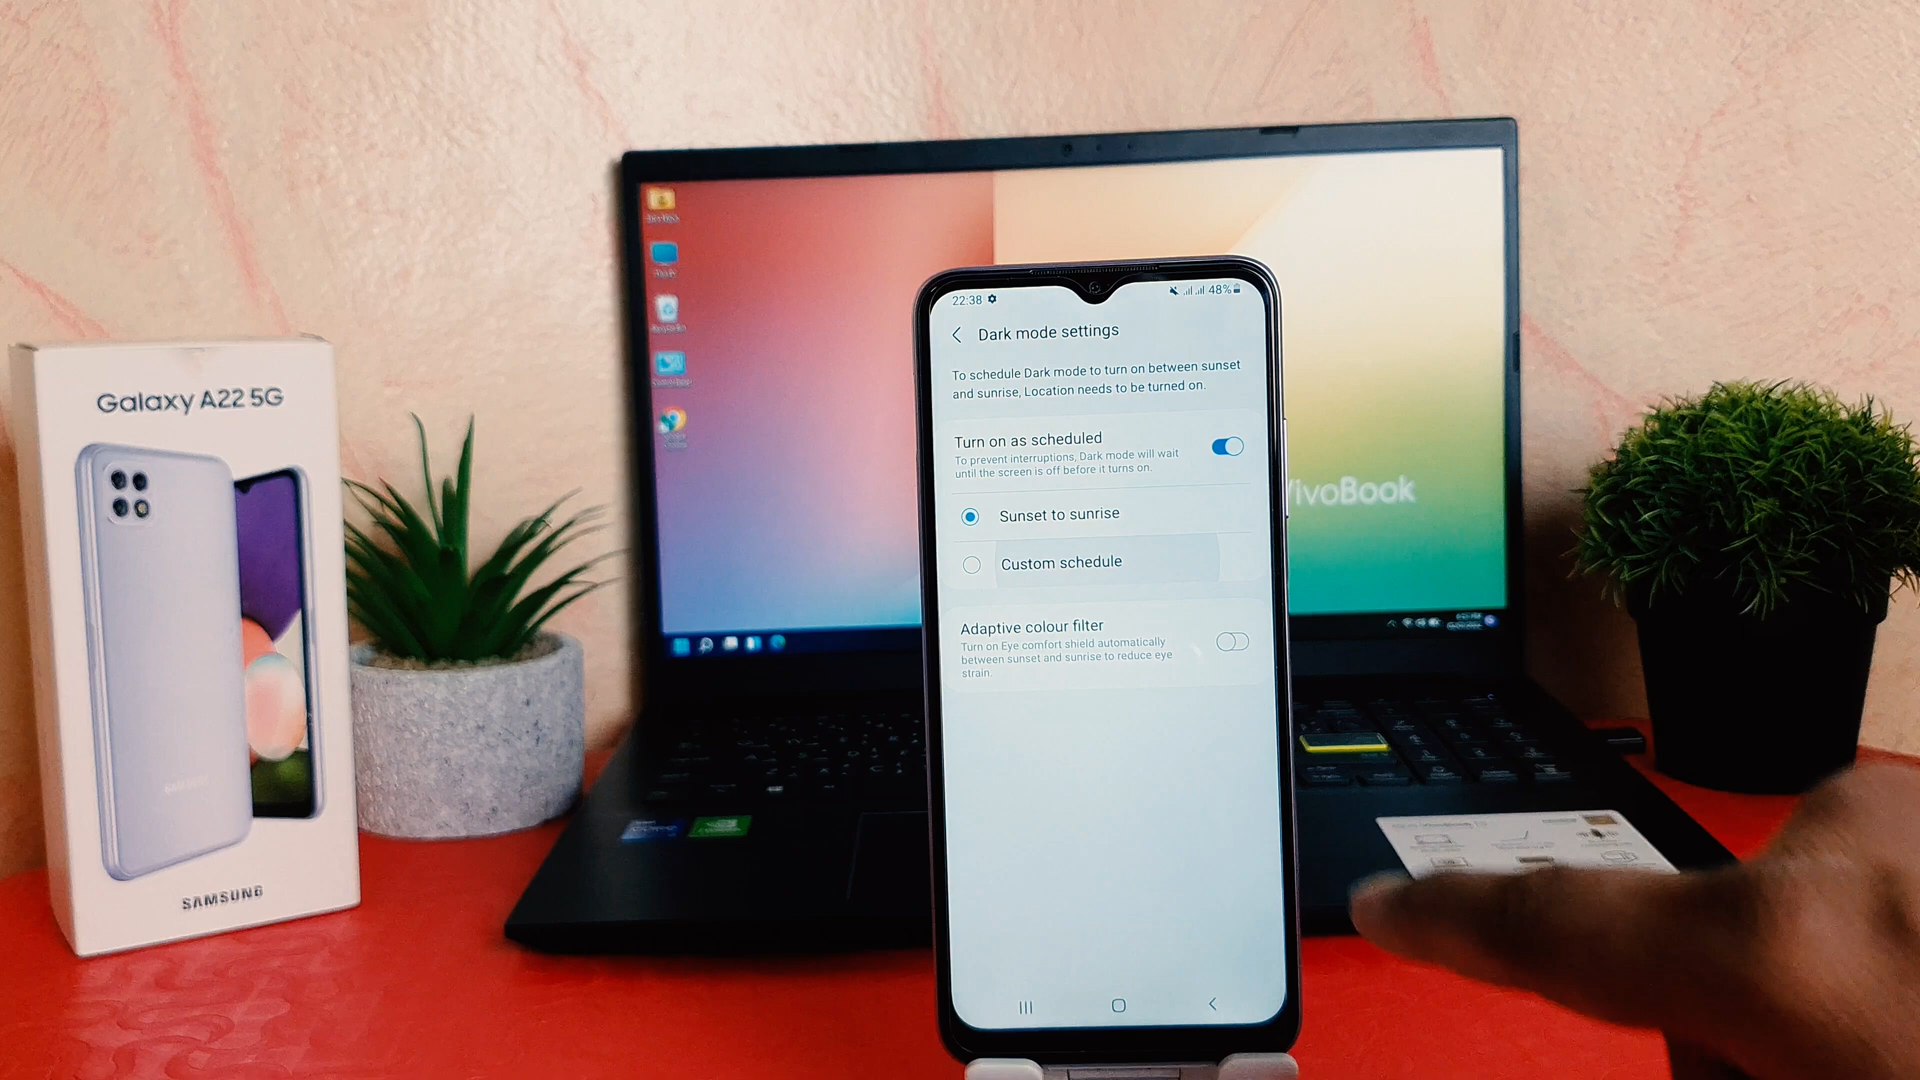 Galaxy A22 5G
SAMSUNG
22:38
48%
Dark mode settings
To schedule Dark mode to turn on between sunset
and sunrise, Location needs to be turned on.
Turn on as scheduled
To prevent interruptions, Dark mode will wait
until the screen is off before it turns on.
Sunset to sunrise
Custom schedule
Adaptive colour filter
Turn on Eye comfort shield automatically
between sunset and sunrise to reduce eye
strain.
VivoBook